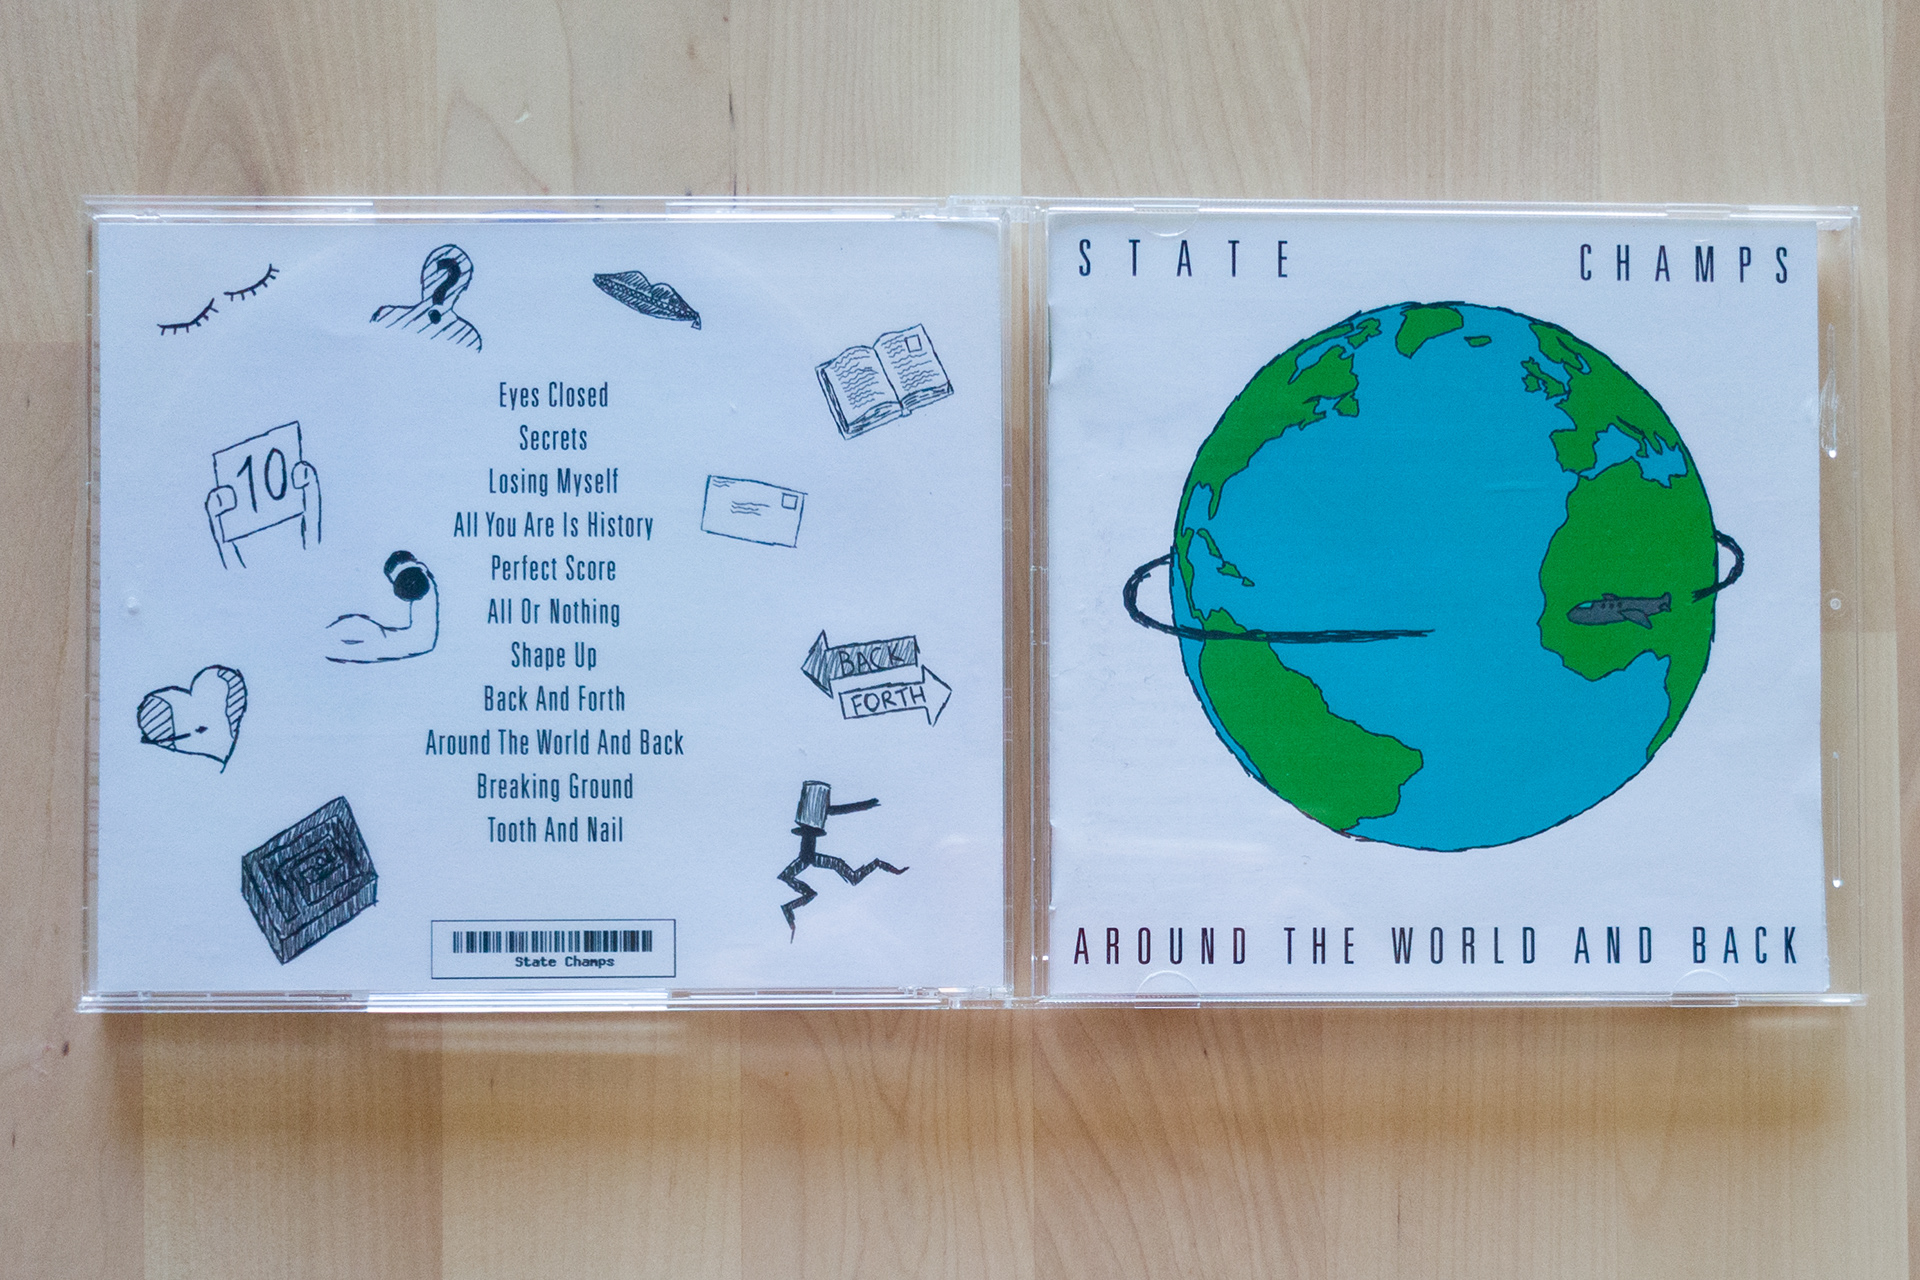 ?
10
Eyes Closed
Secrets
Losing Myself
All You Are Is History
Perfect Score
All Or Nothing
Shape Up
Back And Forth
Around The World And Back
Breaking Ground
Tooth And Nail
BACK
FORTH
State Champs
STATE CHAMPS
AROUND THE WORLD AND BACK